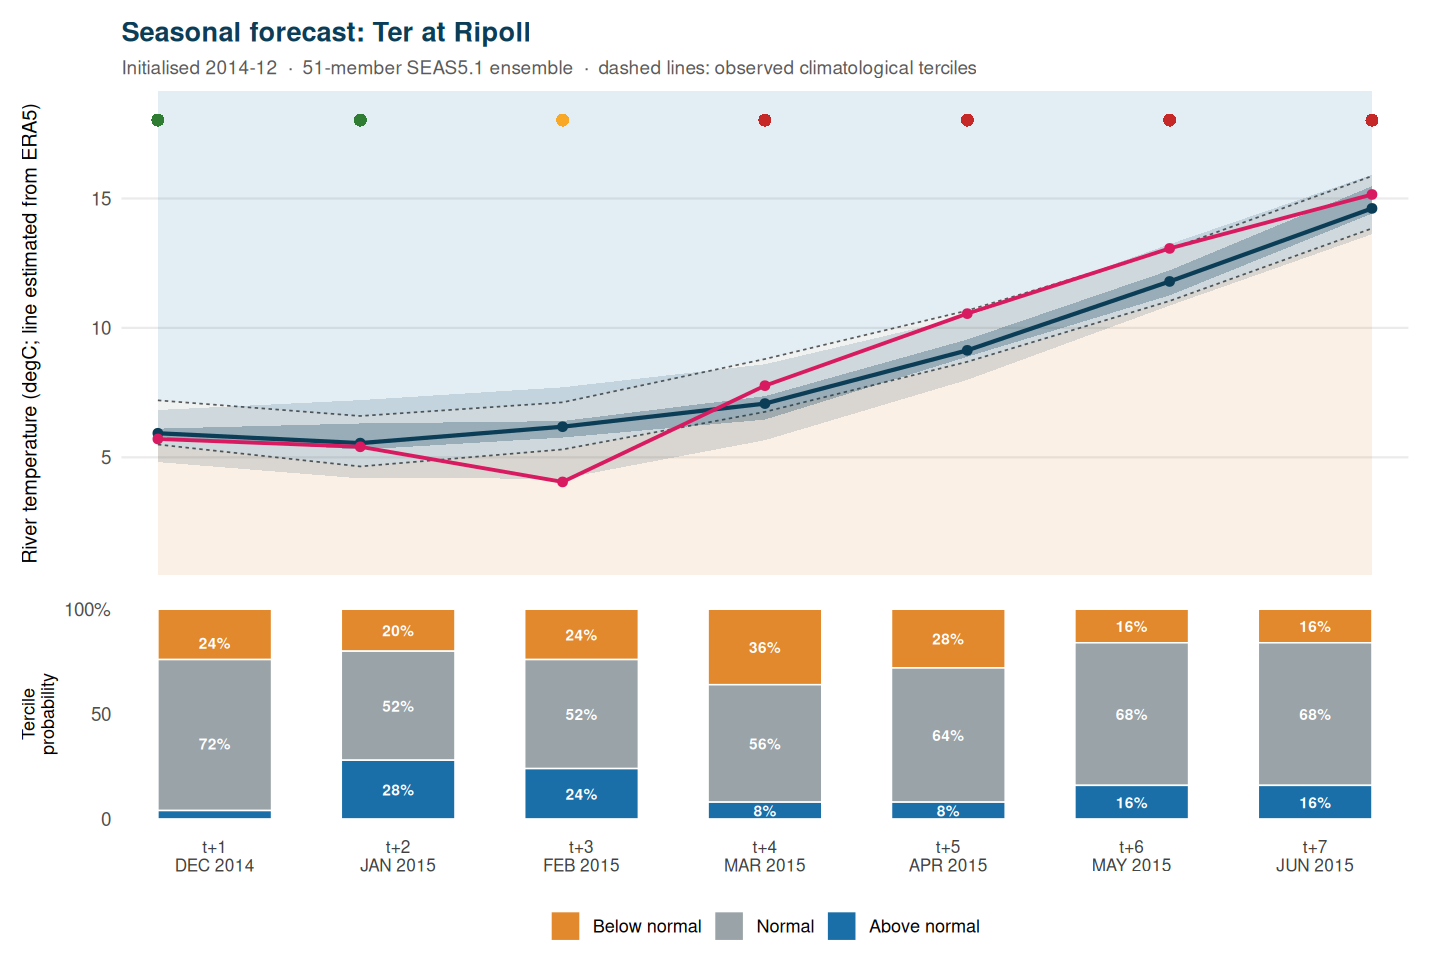 Seasonal forecast: Ter at Ripoll
Initialised 2014-12 · 51-member SEAS5.1 ensemble · dashed lines: observed climatological terciles
River temperature (degC; line estimated from ERA5)
15
10
5
Tercile
probability
100%
50
0
24%
72%
20%
52%
28%
24%
52%
24%
36%
56%
8%
28%
64%
8%
16%
68%
16%
16%
68%
16%
t+1
DEC 2014
t+2
JAN 2015
t+3
FEB 2015
t+4
MAR 2015
t+5
APR 2015
t+6
MAY 2015
t+7
JUN 2015
Below normal
Normal
Above normal